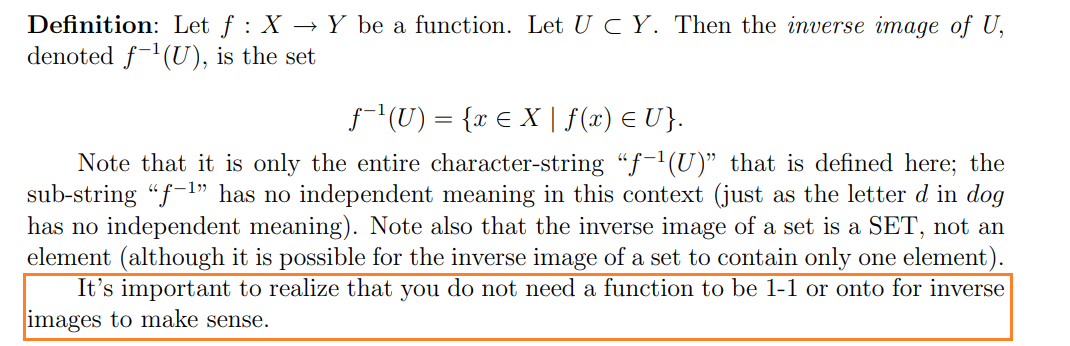 Definition: Let f : X → Y be a function. Let U ⊂ Y. Then the inverse image of U,
denoted f⁻¹(U), is the set
f⁻¹(U) = {x ∈ X | f(x) ∈ U}.
Note that it is only the entire character-string “f⁻¹(U)” that is defined here; the
sub-string “f⁻¹” has no independent meaning in this context (just as the letter d in dog
has no independent meaning). Note also that the inverse image of a set is a SET, not an
element (although it is possible for the inverse image of a set to contain only one element).
It’s important to realize that you do not need a function to be 1-1 or onto for inverse
images to make sense.